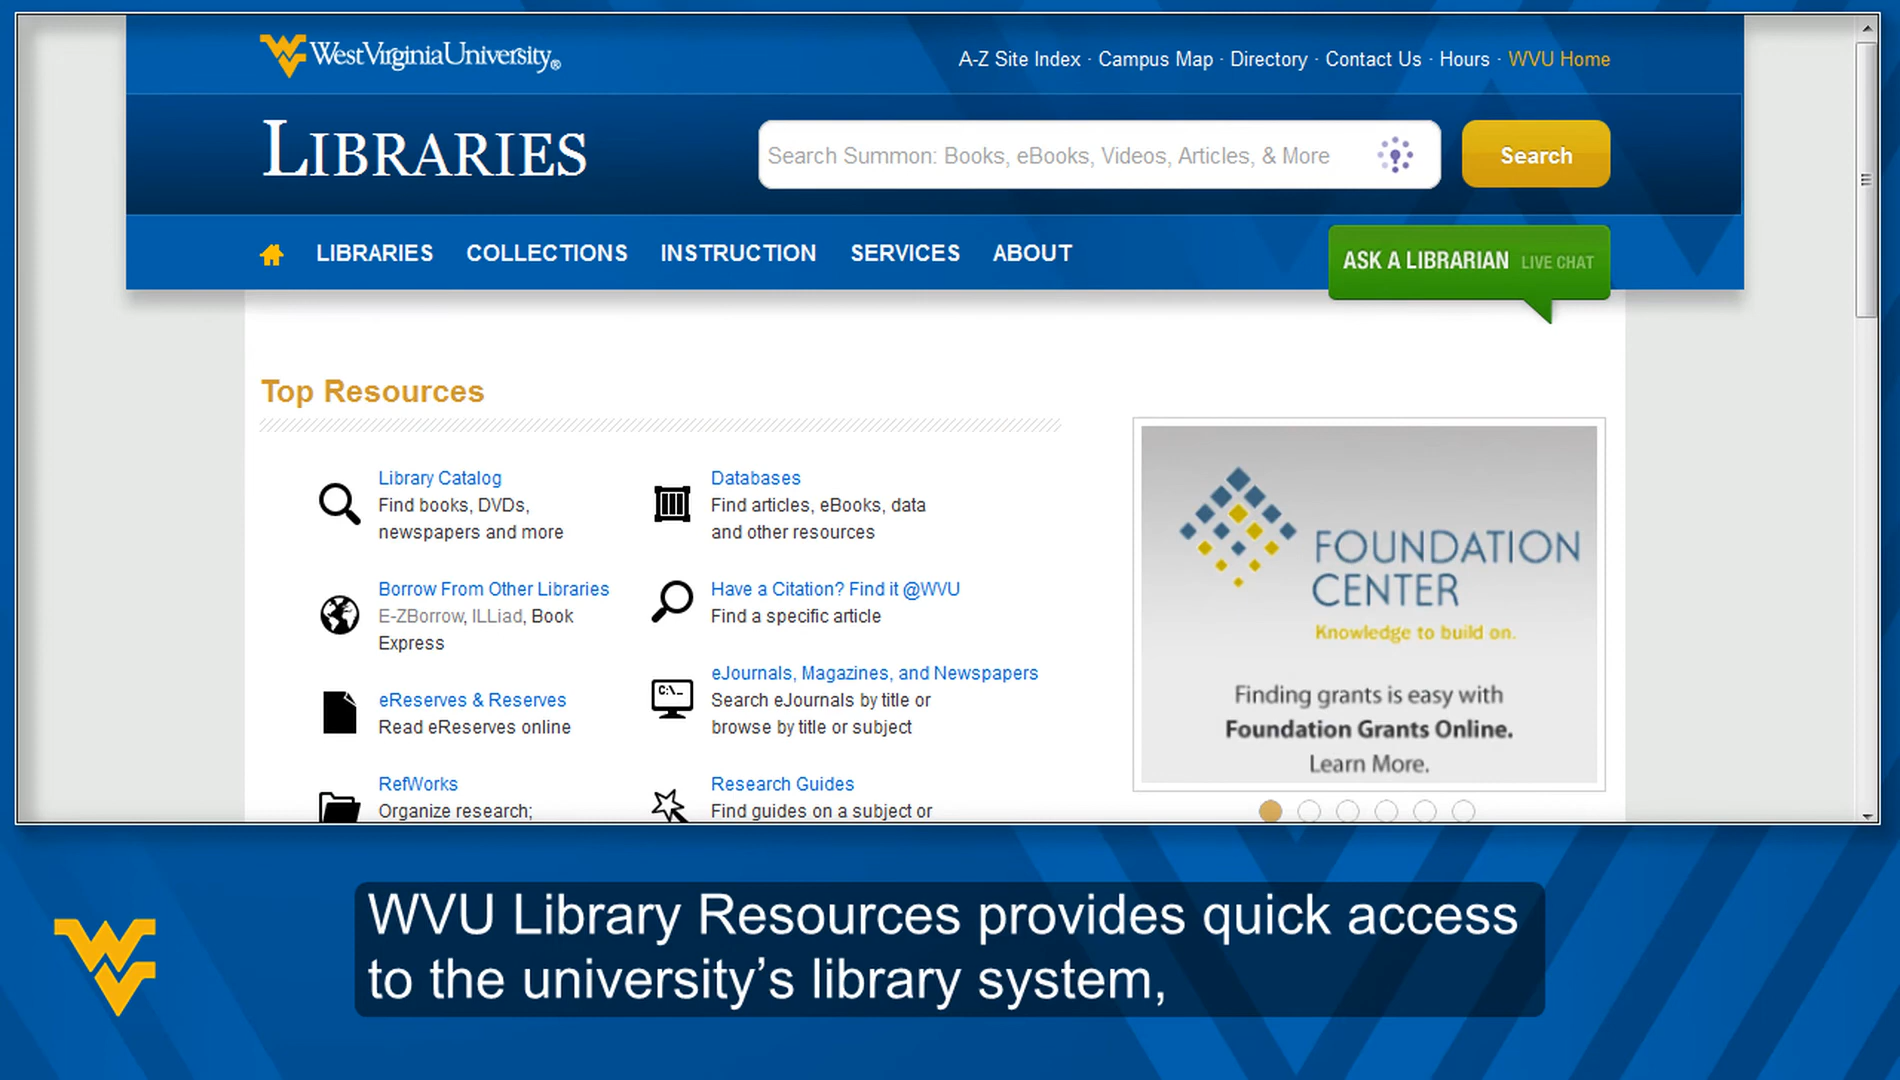 WestVirginiaUniversity®
A-Z Site Index · Campus Map · Directory · Contact Us · Hours · WVU Home
LIBRARIES
Search Summon: Books, eBooks, Videos, Articles, & More
Search
LIBRARIES COLLECTIONS INSTRUCTION SERVICES ABOUT
ASK A LIBRARIAN LIVE CHAT
Top Resources
Library Catalog
Find books, DVDs,
newspapers and more
Borrow From Other Libraries
E-ZBorrow, ILLiad, Book
Express
eReserves & Reserves
Read eReserves online
RefWorks
Organize research;
Databases
Find articles, eBooks, data
and other resources
Have a Citation? Find it @WVU
Find a specific article
C:\_
eJournals, Magazines, and Newspapers
Search eJournals by title or
browse by title or subject
Research Guides
Find guides on a subject or
FOUNDATION
CENTER
Knowledge to build on.
Finding grants is easy with
Foundation Grants Online.
Learn More.
WVU Library Resources provides quick access
to the university’s library system,